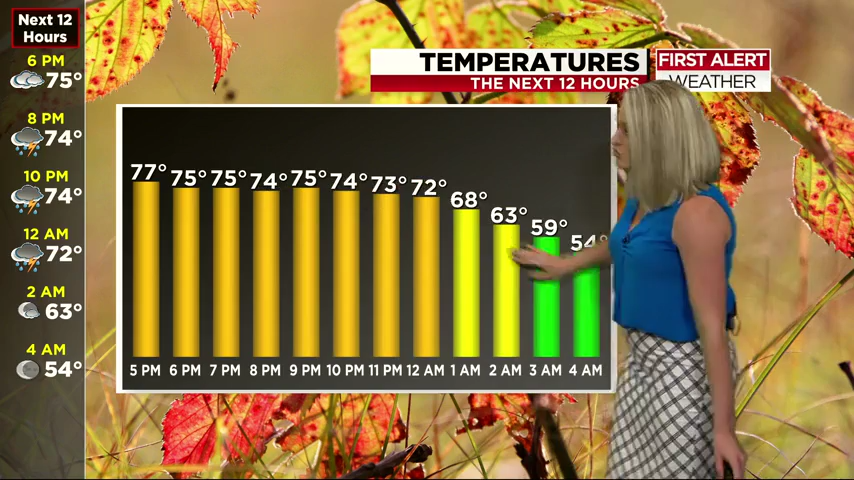 Next 12
Hours
6 PM
75°
8 PM
74°
10 PM
74°
12 AM
72°
2 AM
63°
4 AM
54°
TEMPERATURES
THE NEXT 12 HOURS
FIRST ALERT
WEATHER
77° 75° 75° 74° 75° 74° 73° 72° 68° 63° 59° 54°
5 PM 6 PM 7 PM 8 PM 9 PM 10 PM 11 PM 12 AM 1 AM 2 AM 3 AM 4 AM